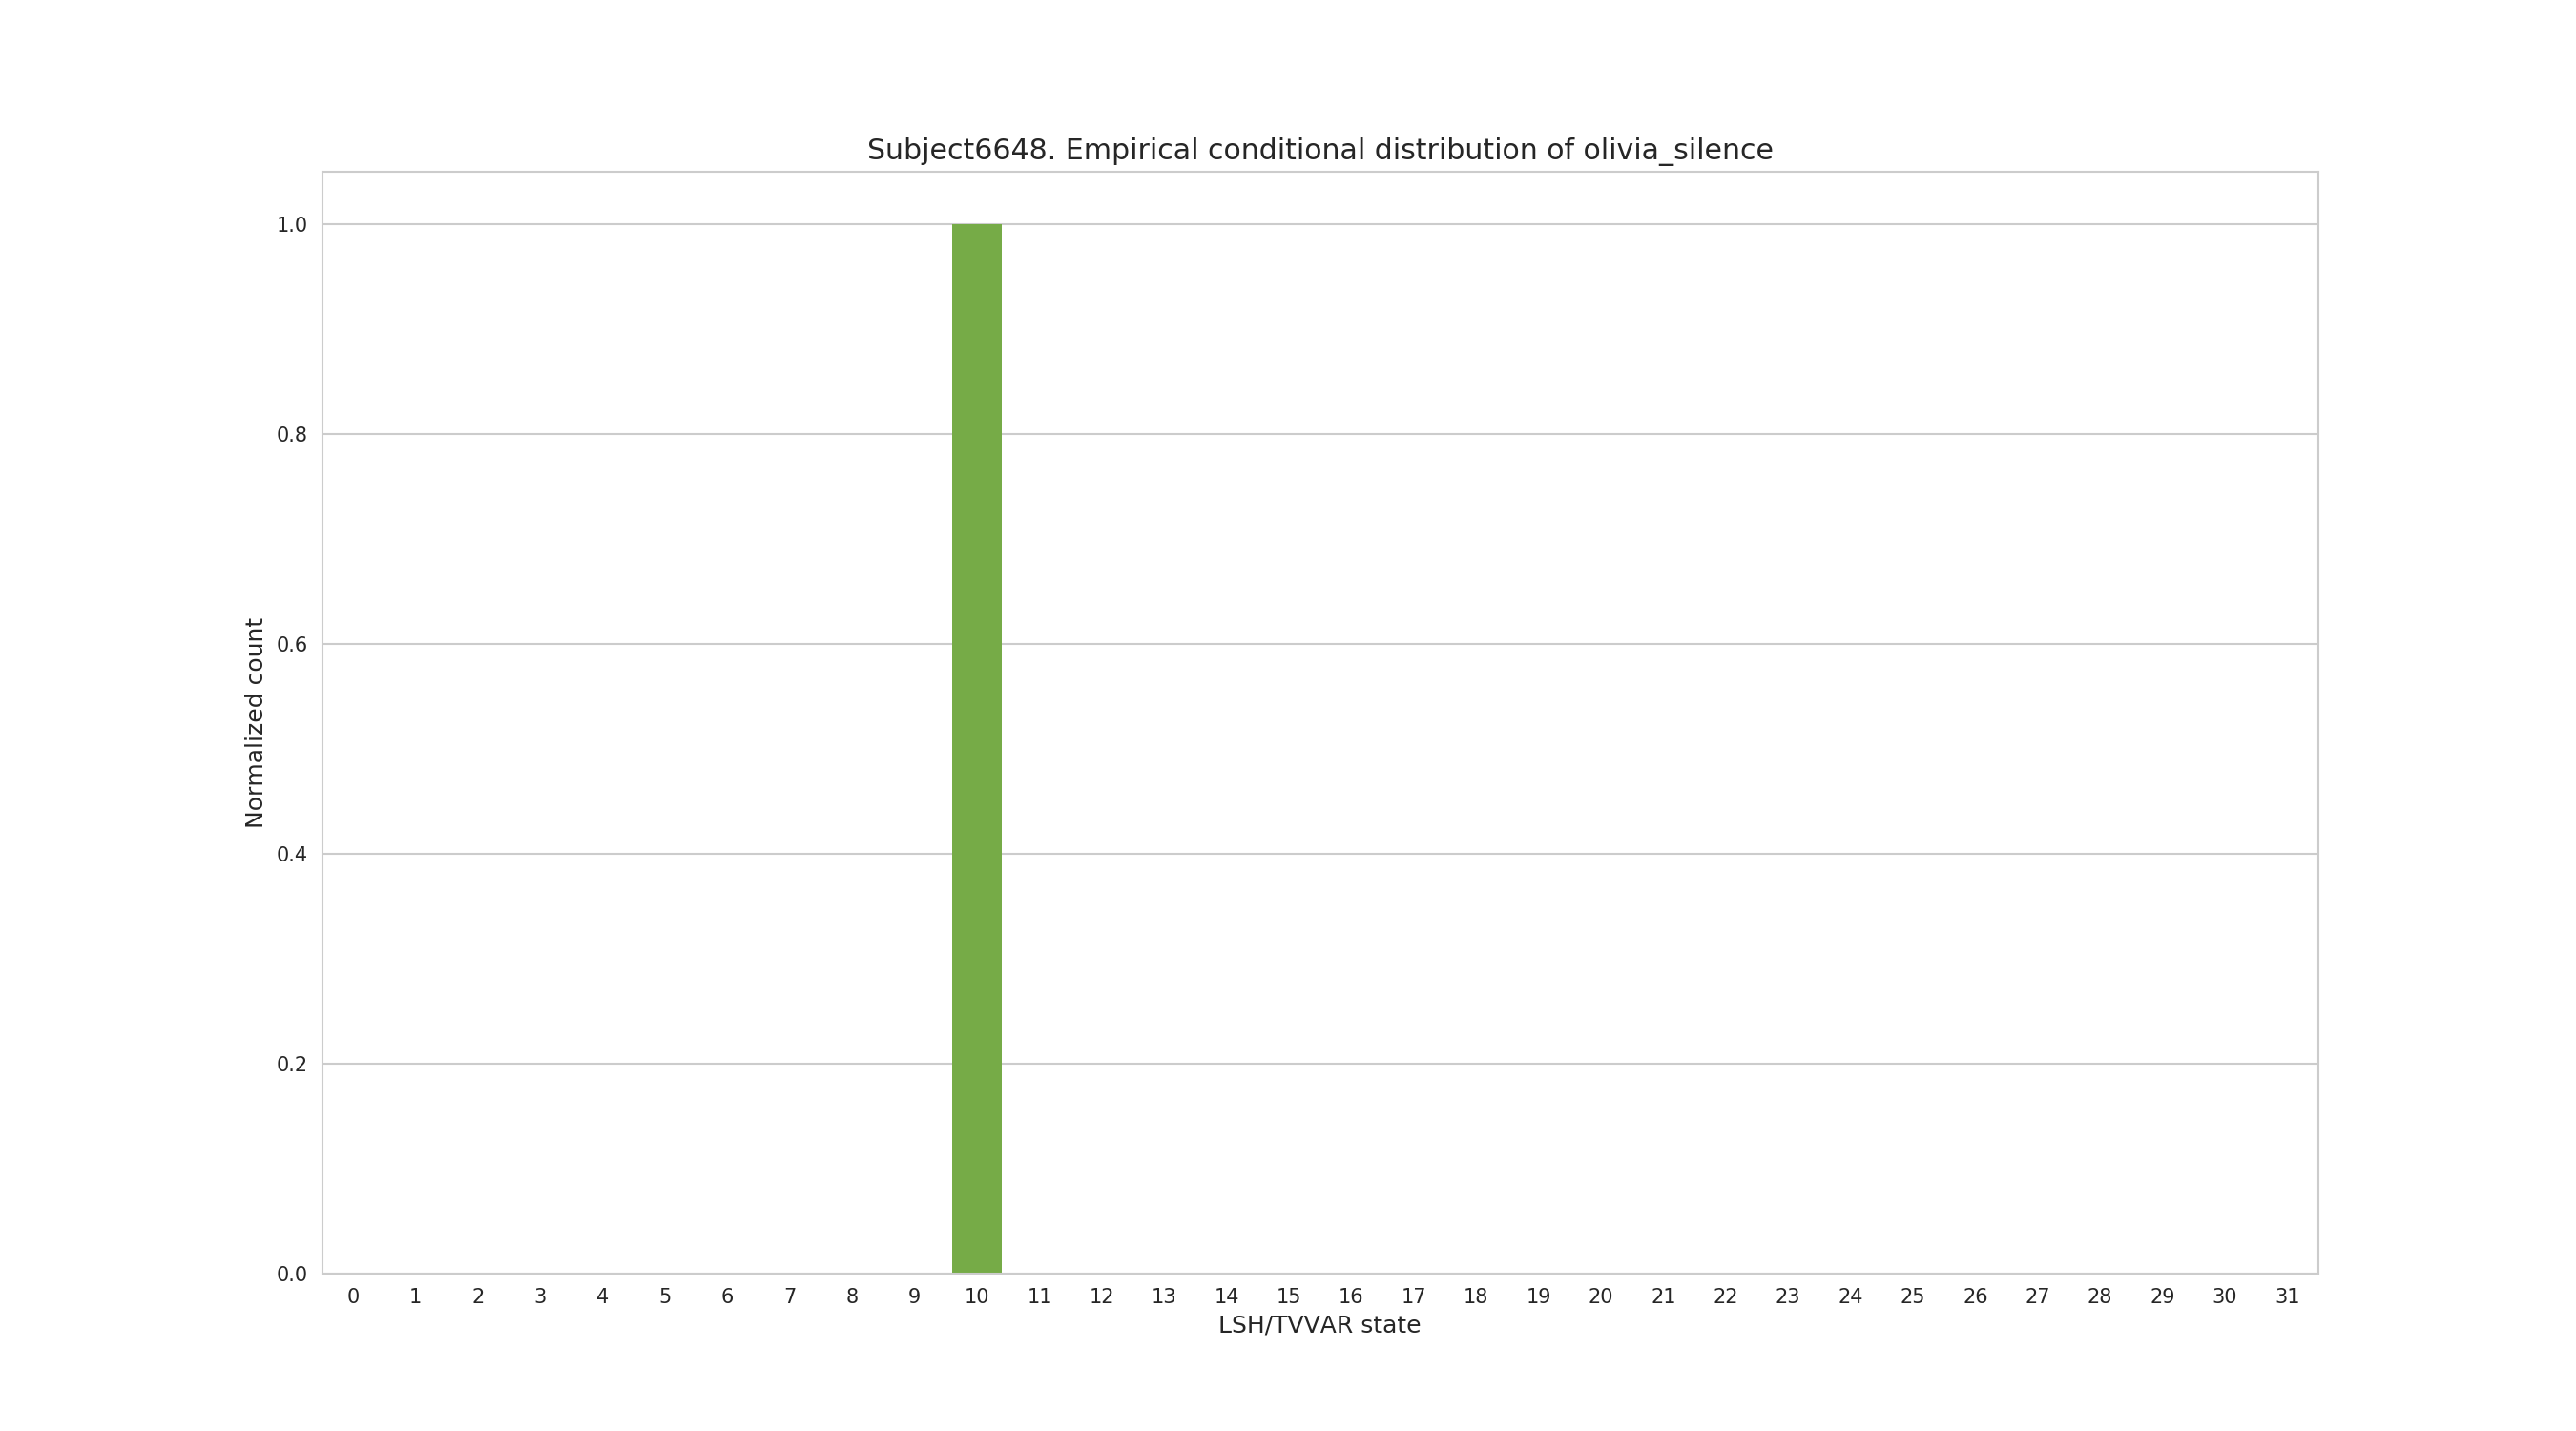 Subject6648. Empirical conditional distribution of olivia_silence
1.0
0.8
0.6
0.4
0.2
0.0
Normalized count
0 1 2 3 4 5 6 7 8 9 10 11 12 13 14 15 16 17 18 19 20 21 22 23 24 25 26 27 28 29 30 31
LSH/TVVAR state